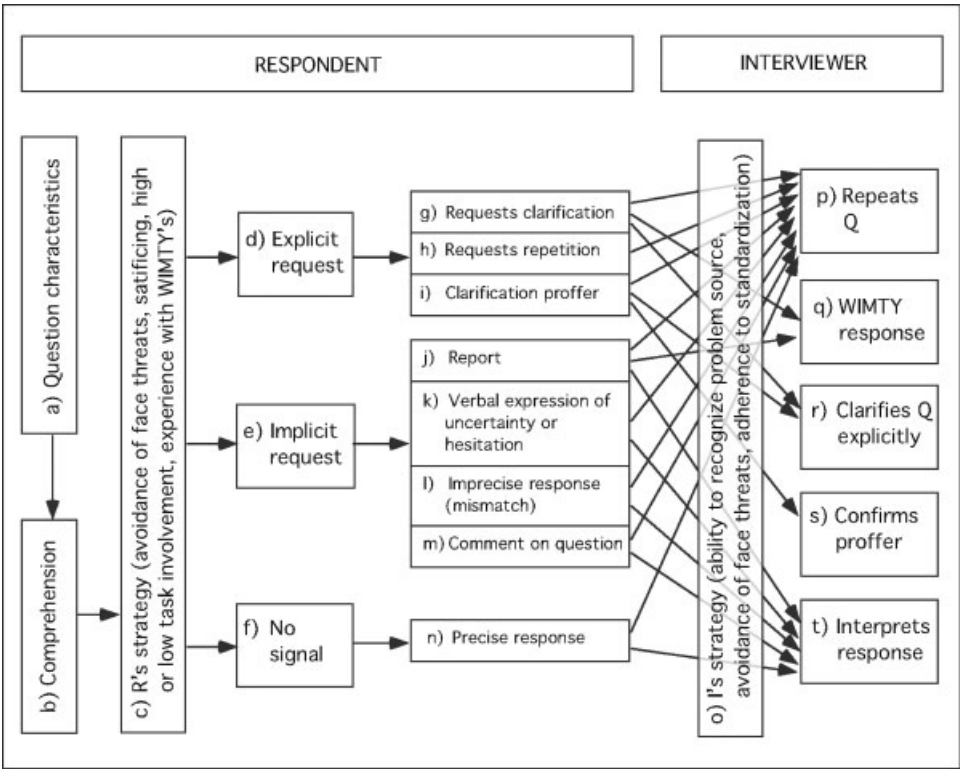 RESPONDENT
INTERVIEWER
a) Question characteristics
b) Comprehension
c) R's strategy (avoidance of face threats, satificing, high
or low task involvement, experience with WIMTY's)
d) Explicit
request
e) Implicit
request
f) No
signal
g) Requests clarification
h) Requests repetition
i) Clarification proffer
j) Report
k) Verbal expression of
uncertainty or
hesitation
l) Imprecise response
(mismatch)
m) Comment on question
n) Precise response
o) I's strategy (ability to recognize problem source,
avoidance of face threats, adherence to standardization)
p) Repeats
Q
q) WIMTY
response
r) Clarifies Q
explicitly
s) Confirms
proffer
t) Interprets
response